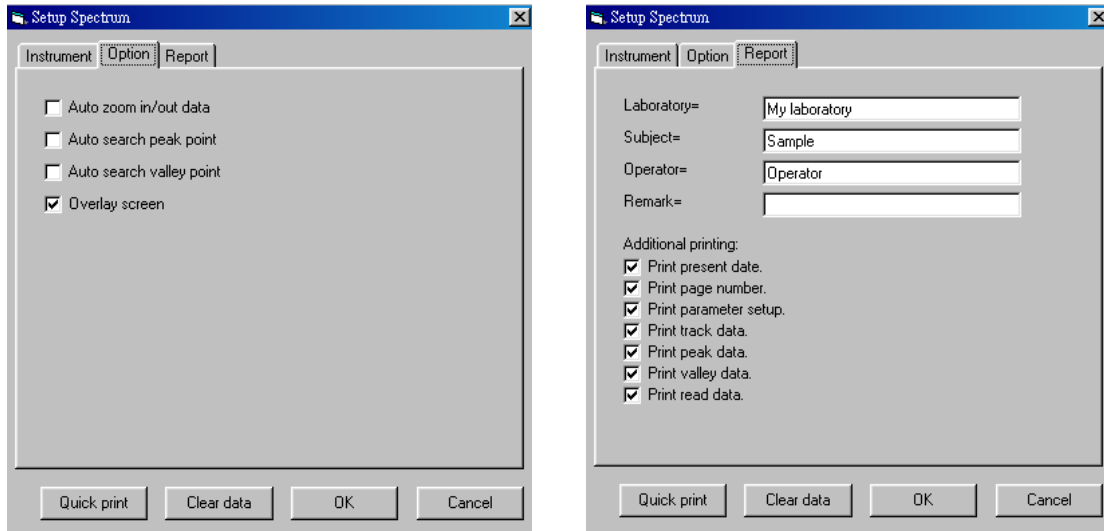 Setup Spectrum
Instrument Option Report
Auto zoom in/out data
Auto search peak point
Auto search valley point
Overlay screen
Quick print Clear data OK Cancel
Setup Spectrum
Instrument Option Report
Laboratory= My laboratory
Subject= Sample
Operator= Operator
Remark=
Additional printing:
Print present date.
Print page number.
Print parameter setup.
Print track data.
Print peak data.
Print valley data.
Print read data.
Quick print Clear data OK Cancel